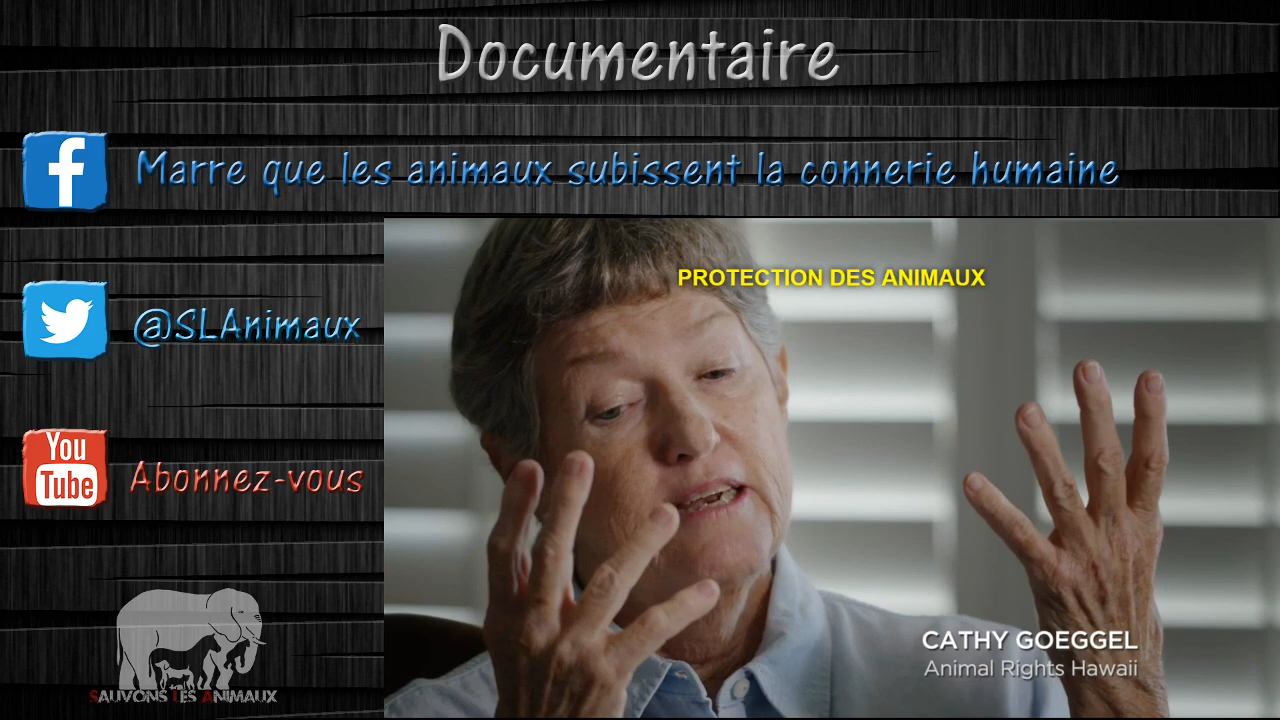 Documentaire
Marre que les animaux subissent la connerie humaine
@SLAnimaux
You
Tube
Abonnez-vous
SAUVONS LES ANIMAUX
PROTECTION DES ANIMAUX
CATHY GOEGGEL
Animal Rights Hawaii